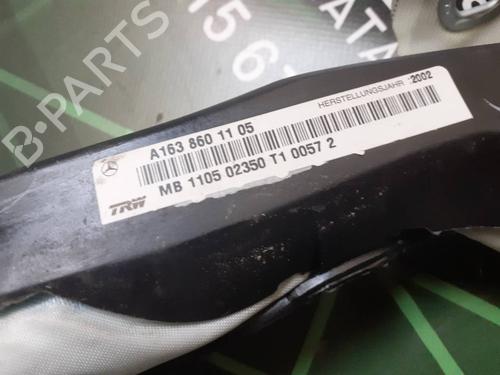 HERSTELLUNGSJAHR :2002
A163 860 11 05
MB 1105 02350 T1 0057 2
TRW
B-PARTS